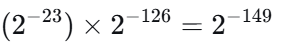 (2⁻²³) × 2⁻¹²⁶ = 2⁻¹⁴⁹